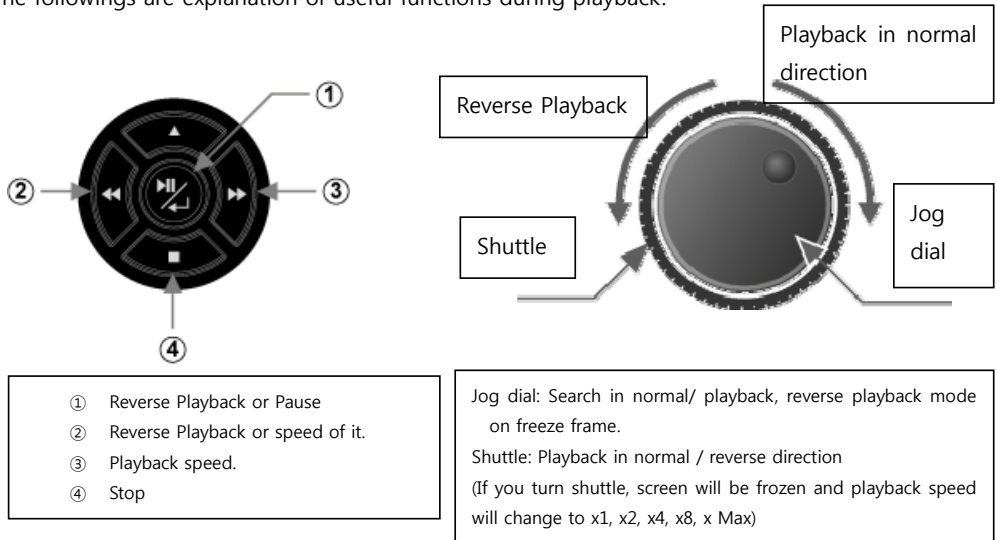 The followings are explanation of useful functions during playback.
①
②
③
④
Reverse Playback
Playback in normal
direction
Shuttle
Jog
dial
① Reverse Playback or Pause
② Reverse Playback or speed of it.
③ Playback speed.
④ Stop
Jog dial: Search in normal/ playback, reverse playback mode
on freeze frame.
Shuttle: Playback in normal / reverse direction
(If you turn shuttle, screen will be frozen and playback speed
will change to x1, x2, x4, x8, x Max)